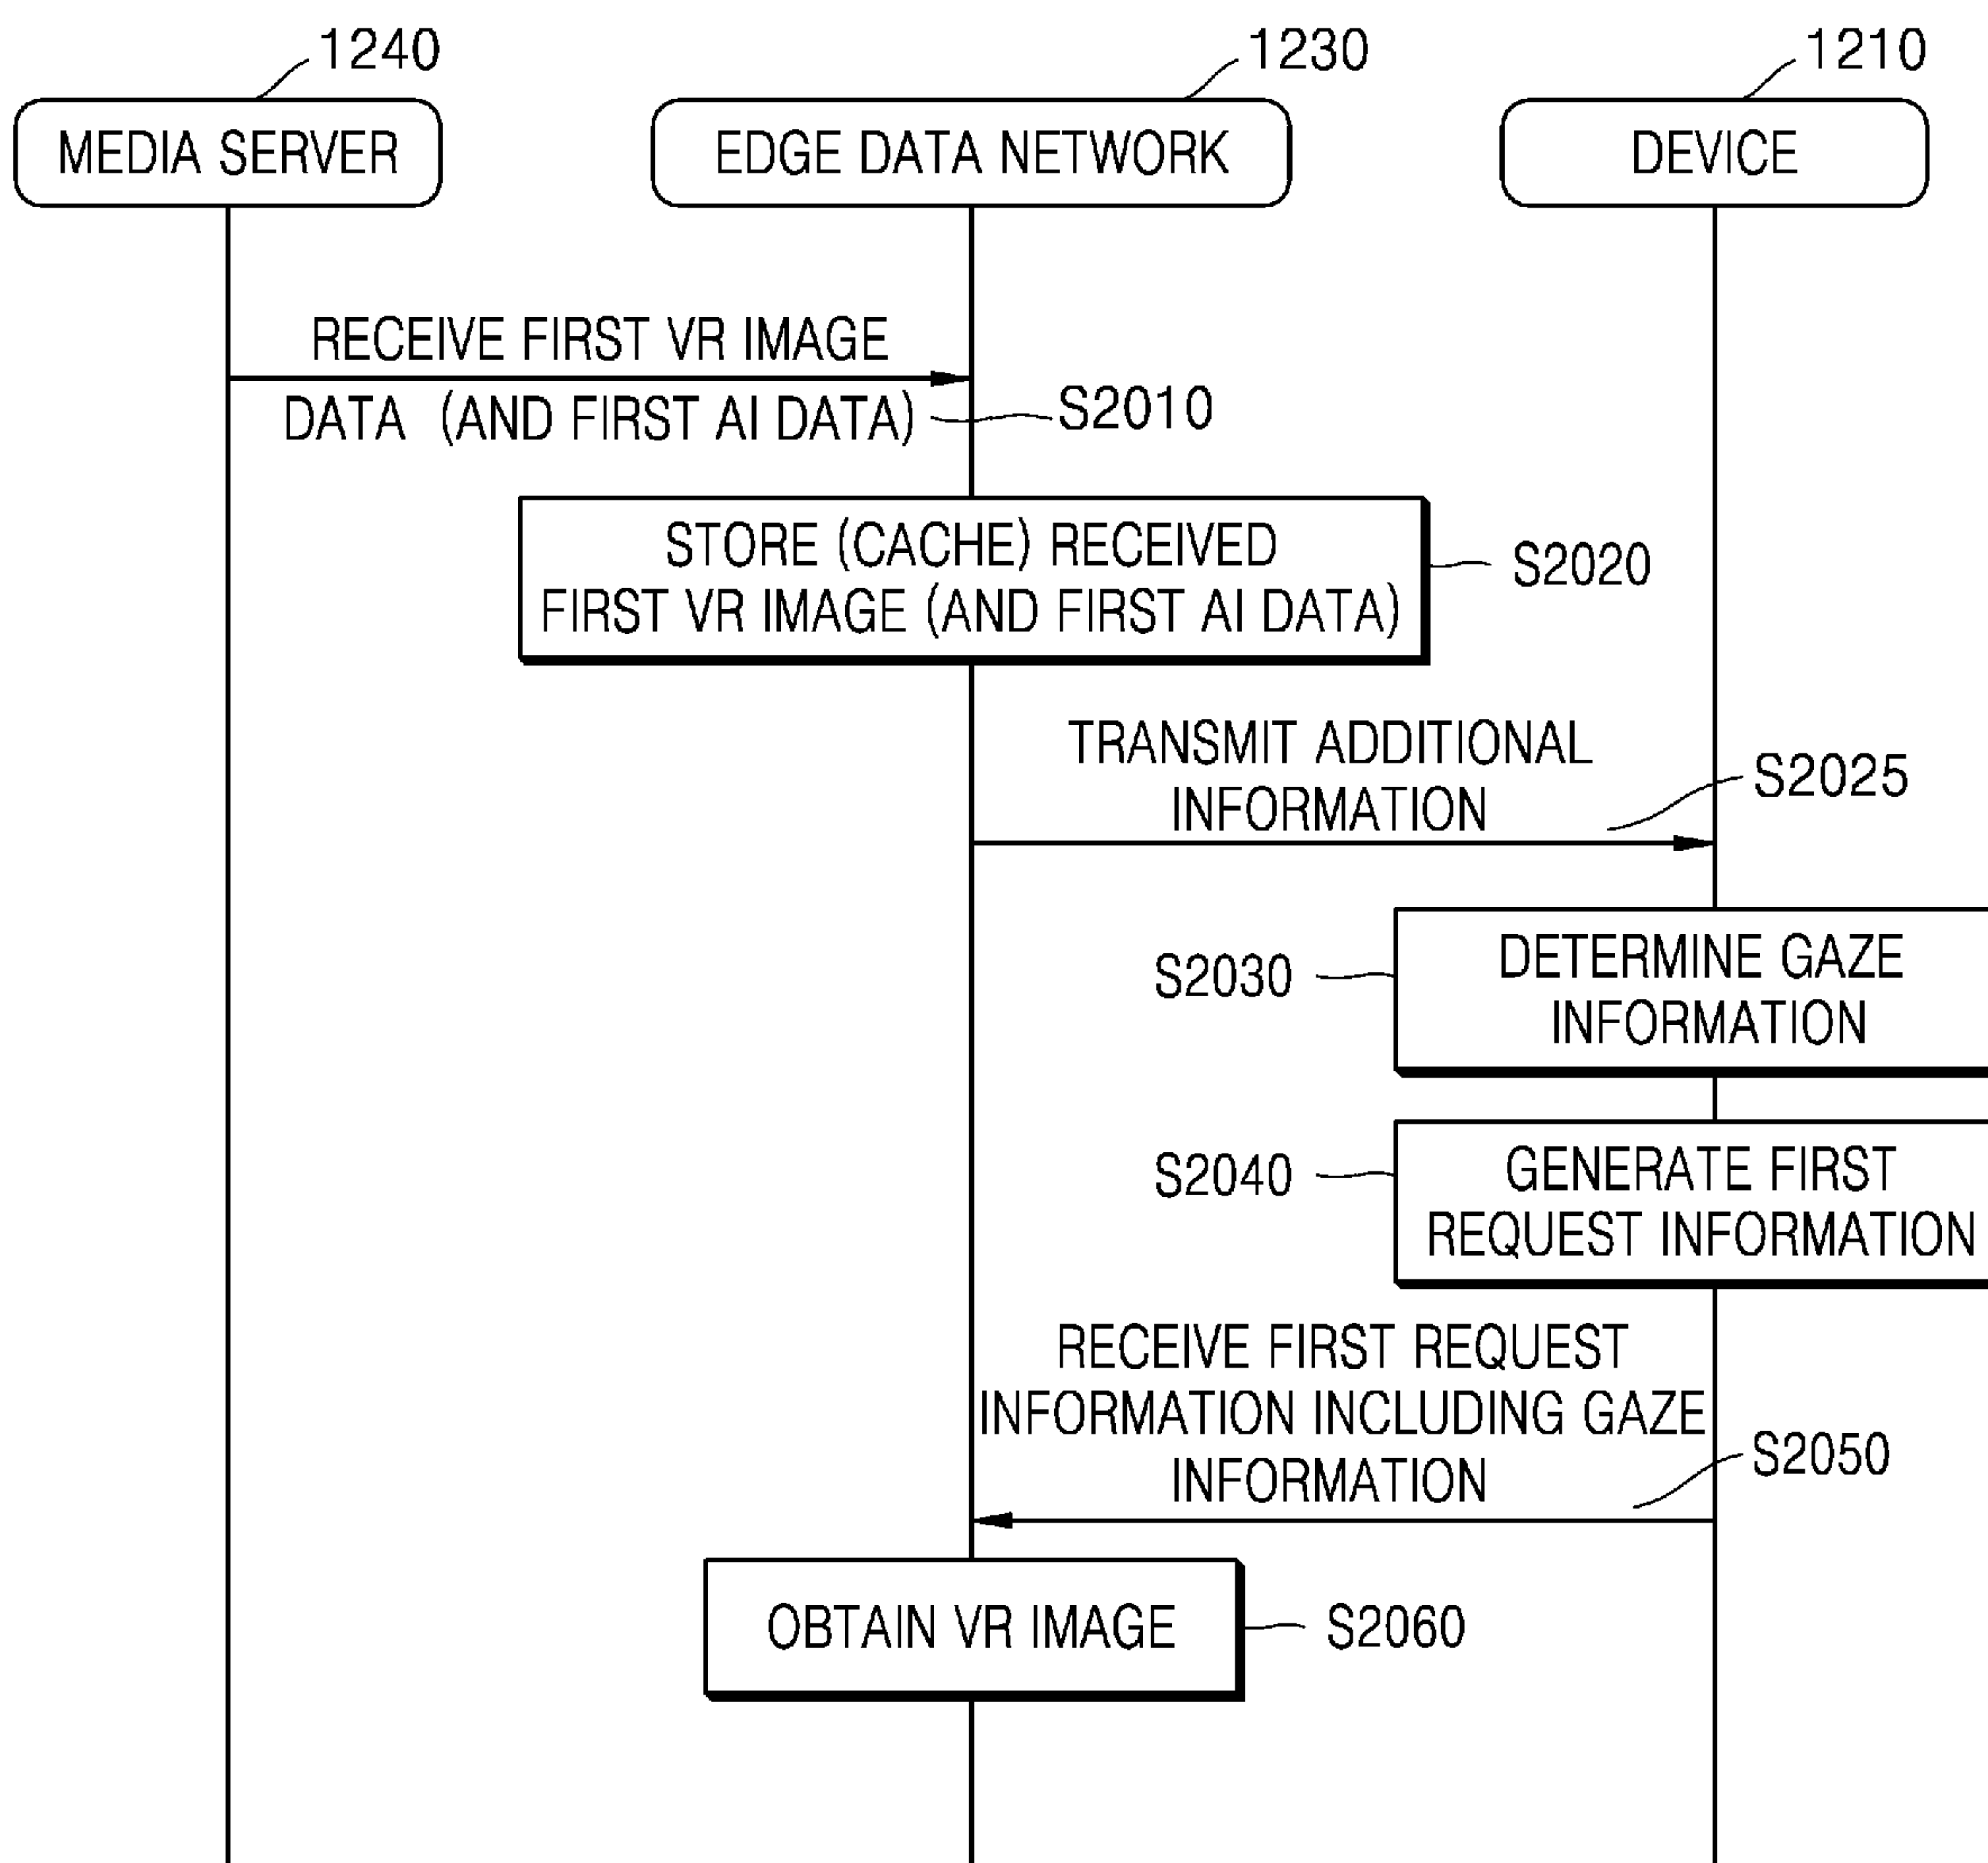 1240
1230
1210
MEDIA SERVER
EDGE DATA NETWORK
DEVICE
RECEIVE FIRST VR IMAGE
DATA (AND FIRST AI DATA)
S2010
STORE (CACHE) RECEIVED
FIRST VR IMAGE (AND FIRST AI DATA)
S2020
TRANSMIT ADDITIONAL
INFORMATION
S2025
S2030
DETERMINE GAZE
INFORMATION
S2040
GENERATE FIRST
REQUEST INFORMATION
RECEIVE FIRST REQUEST
INFORMATION INCLUDING GAZE
INFORMATION
S2050
OBTAIN VR IMAGE
S2060